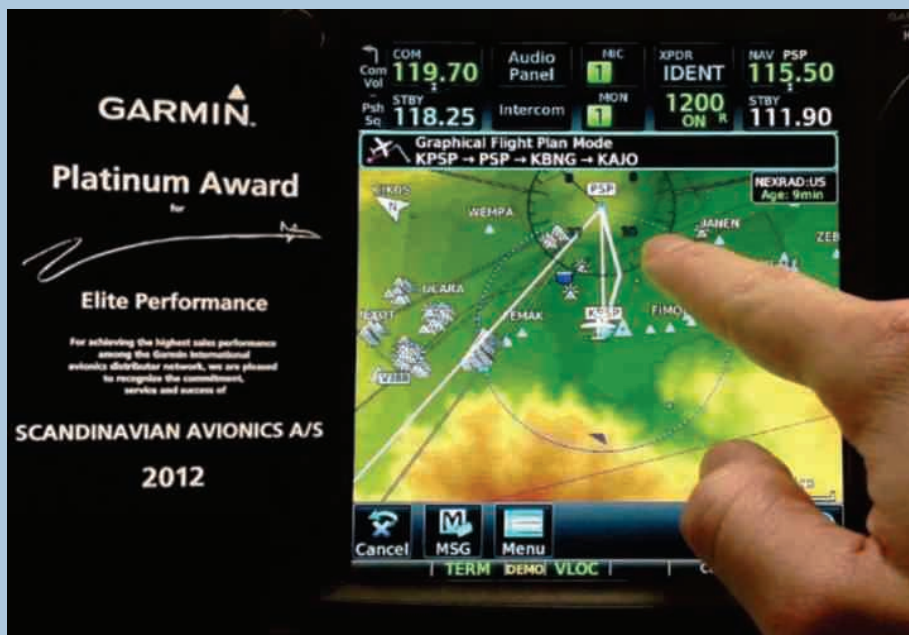 GARMIN.
Platinum Award
for
Elite Performance
For achieving the highest sales performance
among the Garmin International
avionics distributor network, we are pleased
to recognize the commitment,
service and success of
SCANDINAVIAN AVIONICS A/S
2012
Com
Vol
Psh
Sq
COM
119.70
STBY
118.25
Audio
Panel
Intercom
MIC
1
MON
1
XPDR
IDENT
1200
ON R
NAV PSP
115.50
STBY
111.90
Graphical Flight Plan Mode
KPSP → PSP → KBNG → KAJO
NEXRAD:US
Age: 9min
KIKOS
N
WEMPA
PSP
JANEN
ZEB
UCARA
TEMAK
KPSP
FIMO
V388
Cancel
MSG
Menu
TERM
DEMO
VLOC